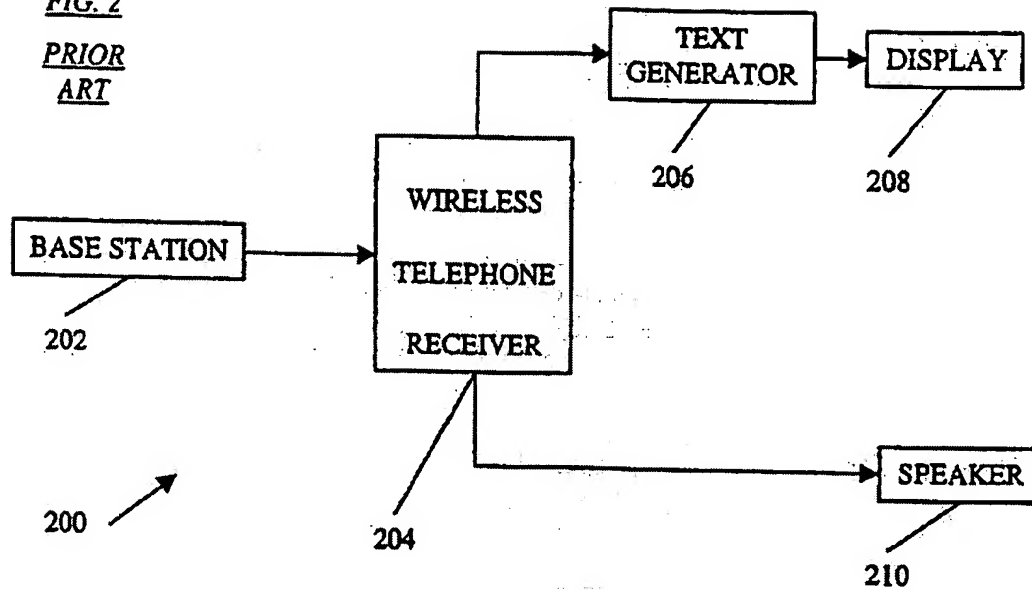 FIG. 2
PRIOR
ART
TEXT
GENERATOR
DISPLAY
206
208
WIRELESS
TELEPHONE
RECEIVER
BASE STATION
202
204
SPEAKER
210
200